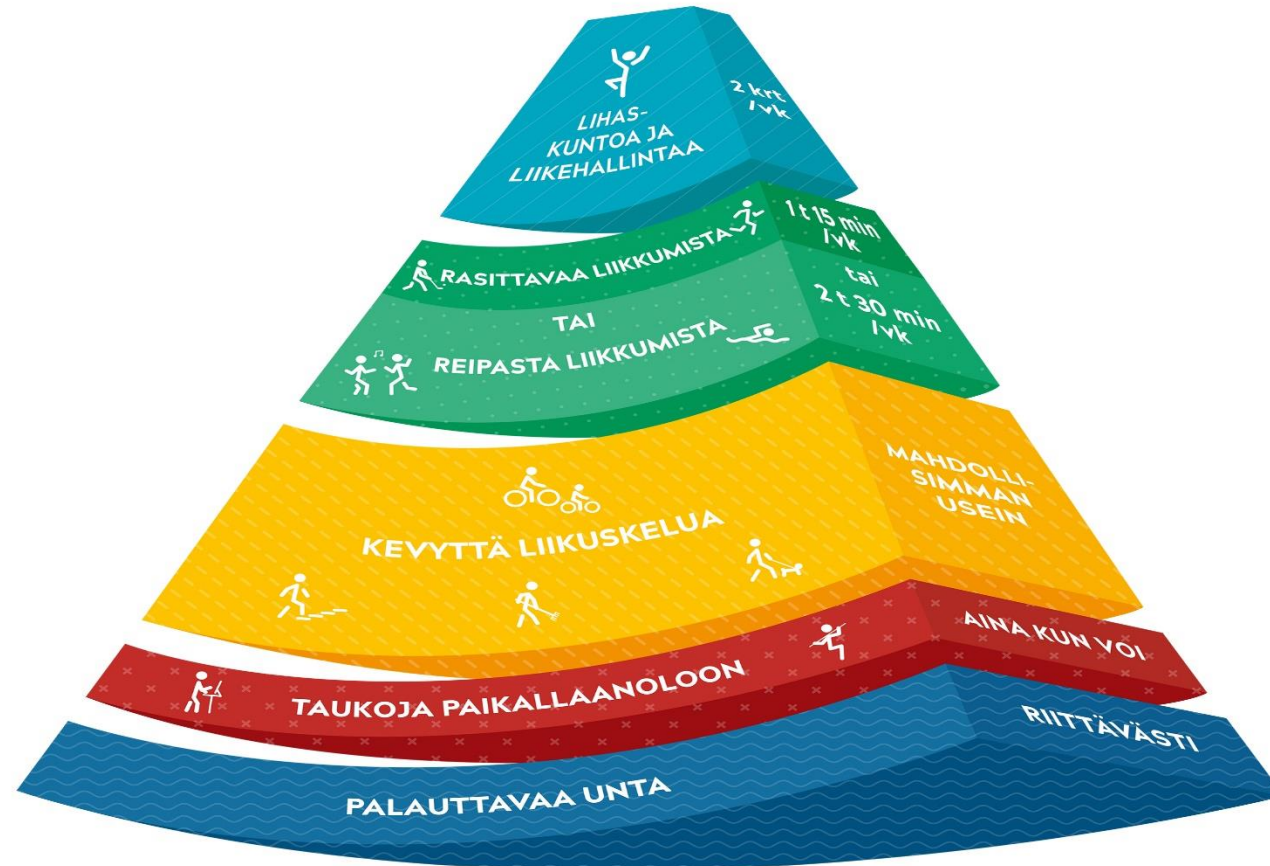 LIHAS-
KUNTOA JA
LIIKEHALLINTAA
2 krt
/vk
RASITTAVAA LIIKKUMISTA
1 t 15 min
/vk
TAI
REIPASTA LIIKKUMISTA
tai
2 t 30 min
/vk
KEVYTTÄ LIIKUSKELUA
MAHDOLLI-
SIMMAN
USEIN
TAUKOJA PAIKALLAANOLOON
AINA KUN VOI
PALAUTTAVAA UNTA
RIITTÄVÄSTI